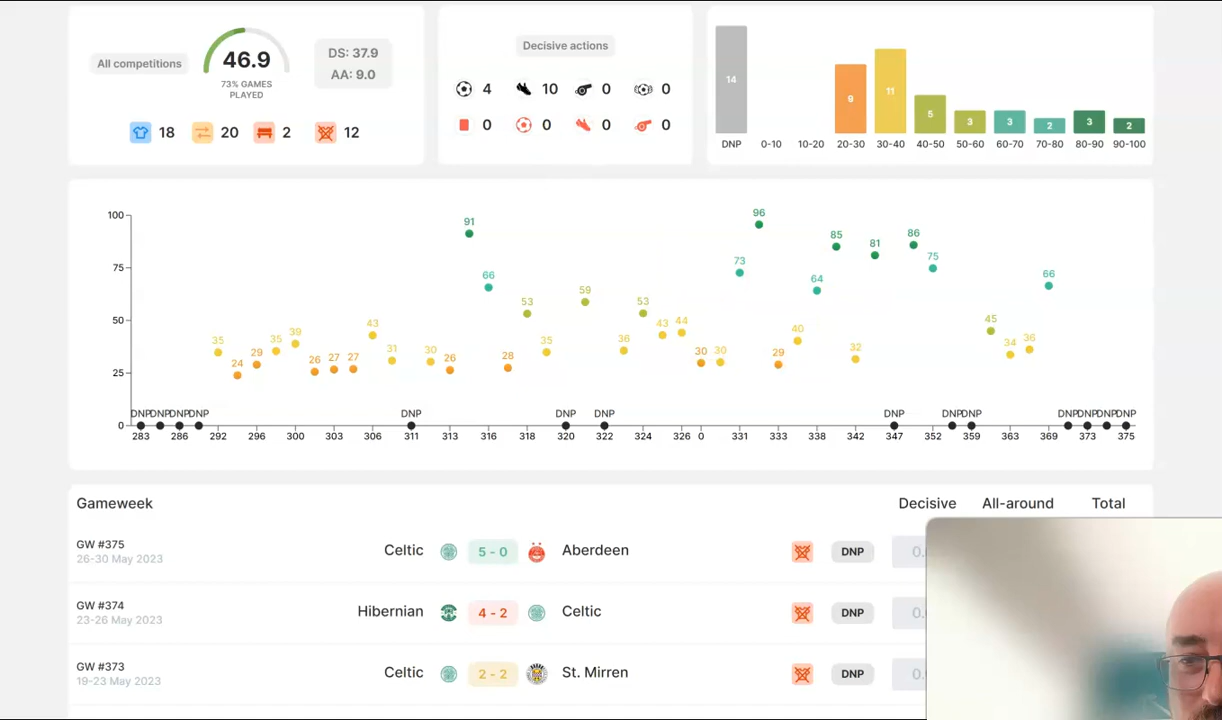 All competitions
46.9
73% GAMES
PLAYED
DS: 37.9
AA: 9.0
18
20
2
12
Decisive actions
4
10
0
0
0
0
0
0
14
9
11
5
3
3
2
3
2
DNP
0-10
10-20
20-30
30-40
40-50
50-60
60-70
70-80
80-90
90-100
100
75
50
25
0
35
24
29
35
39
26
27
27
43
31
30
26
91
66
28
53
35
59
36
53
43
44
30
30
73
96
29
40
64
85
32
81
86
75
45
34
36
66
DNP DNP DNP DNP
DNP
DNP
DNP
DNP
DNP DNP
DNP DNP DNP DNP
283
286
292
296
300
303
306
311
313
316
318
320
322
324
326
0
331
333
338
342
347
352
359
363
369
373
375
Gameweek
Decisive
All-around
Total
GW #375
26-30 May 2023
Celtic
5 - 0
Aberdeen
DNP
0.
GW #374
23-26 May 2023
Hibernian
4 - 2
Celtic
DNP
0.
GW #373
19-23 May 2023
Celtic
2 - 2
St. Mirren
DNP
0.